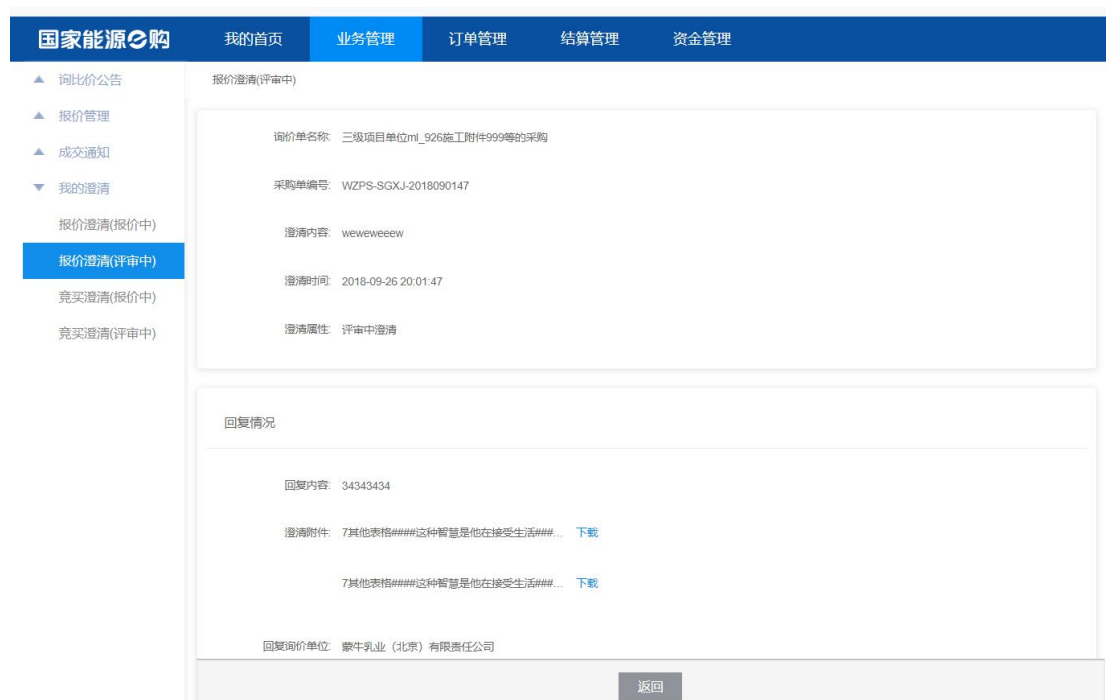 国家能源e购 我的首页 业务管理 订单管理 结算管理 资金管理
询比价公告
报价管理
成交通知
我的澄清
报价澄清(报价中)
报价澄清(评审中)
竞买澄清(报价中)
竞买澄清(评审中)
报价澄清(评审中)
询价单名称: 三级项目单位ml_926施工附件999等的采购
采购单编号: WZPS-SGXJ-2018090147
澄清内容: weweweeew
澄清时间: 2018-09-26 20:01:47
澄清属性: 评审中澄清
回复情况
回复内容: 34343434
澄清附件: 7其他表格####这种智慧是他在接受生活###... 下载
7其他表格####这种智慧是他在接受生活###... 下载
回复询价单位: 蒙牛乳业（北京）有限责任公司
返回